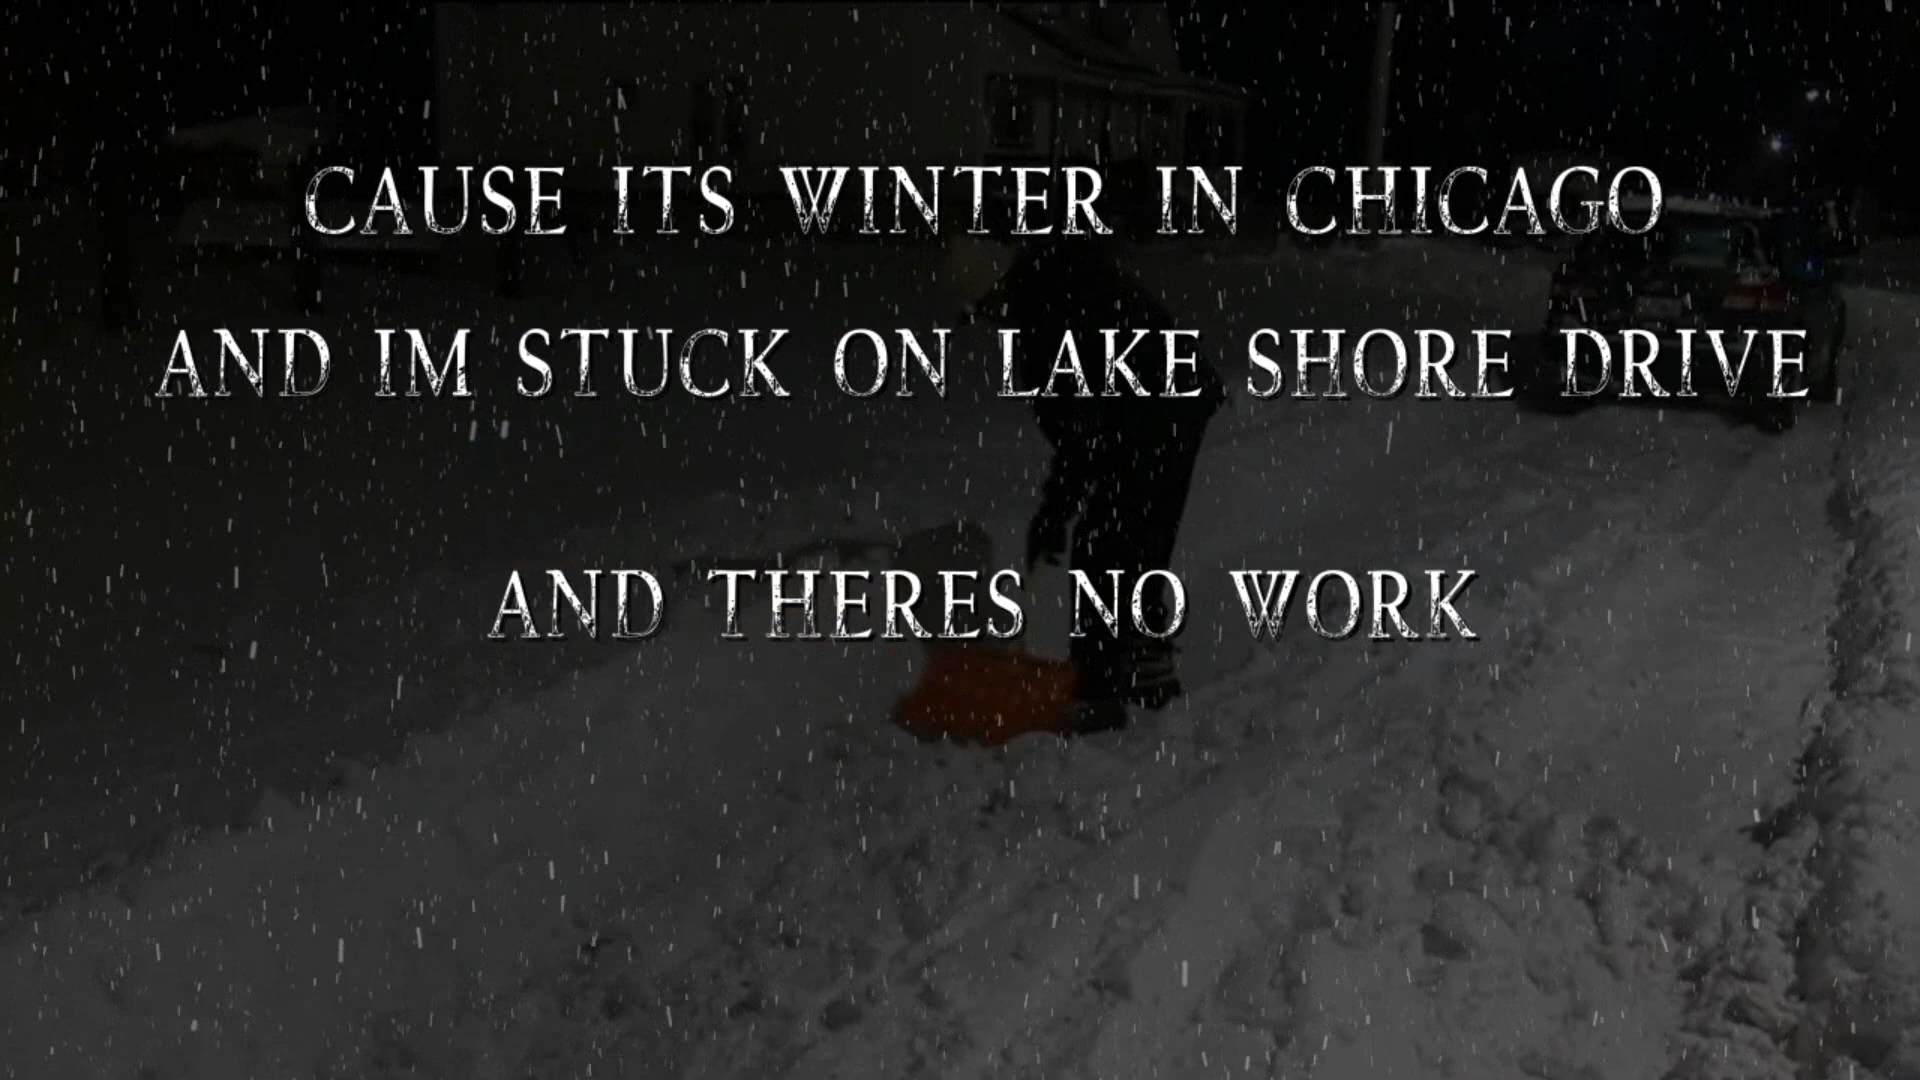 CAUSE ITS WINTER IN CHICAGO
AND IM STUCK ON LAKE SHORE DRIVE
AND THERES NO WORK